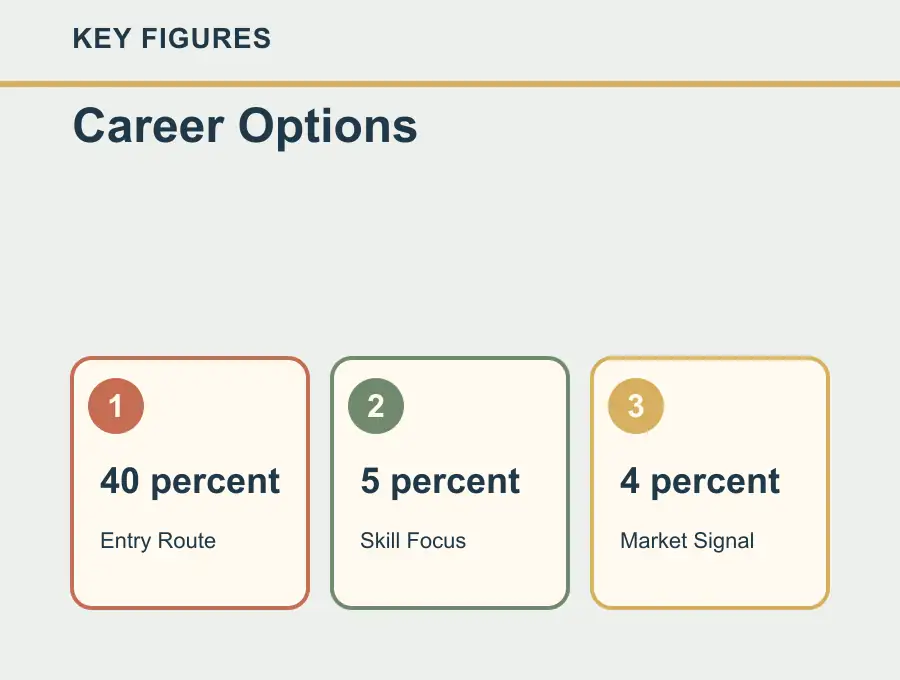 KEY FIGURES
Career Options
1
2
3
40 percent
5 percent
4 percent
Entry Route
Skill Focus
Market Signal